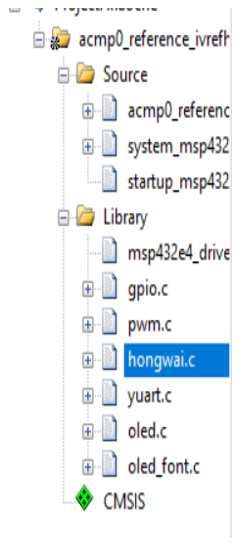 acmp0_reference_ivrefh
Source
acmp0_referenc
system_msp432
startup_msp432
Library
msp432e4_drive
gpio.c
pwm.c
hongwai.c
yuart.c
oled.c
oled_font.c
CMSIS